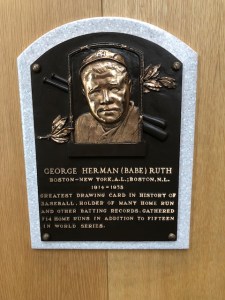 GEORGE HERMAN (BABE) RUTH
BOSTON-NEW YORK, A.L.; BOSTON, N.L.
1914-1935
GREATEST DRAWING CARD IN HISTORY OF
BASEBALL. HOLDER OF MANY HOME RUN
AND OTHER BATTING RECORDS. GATHERED
714 HOME RUNS IN ADDITION TO FIFTEEN
IN WORLD SERIES.